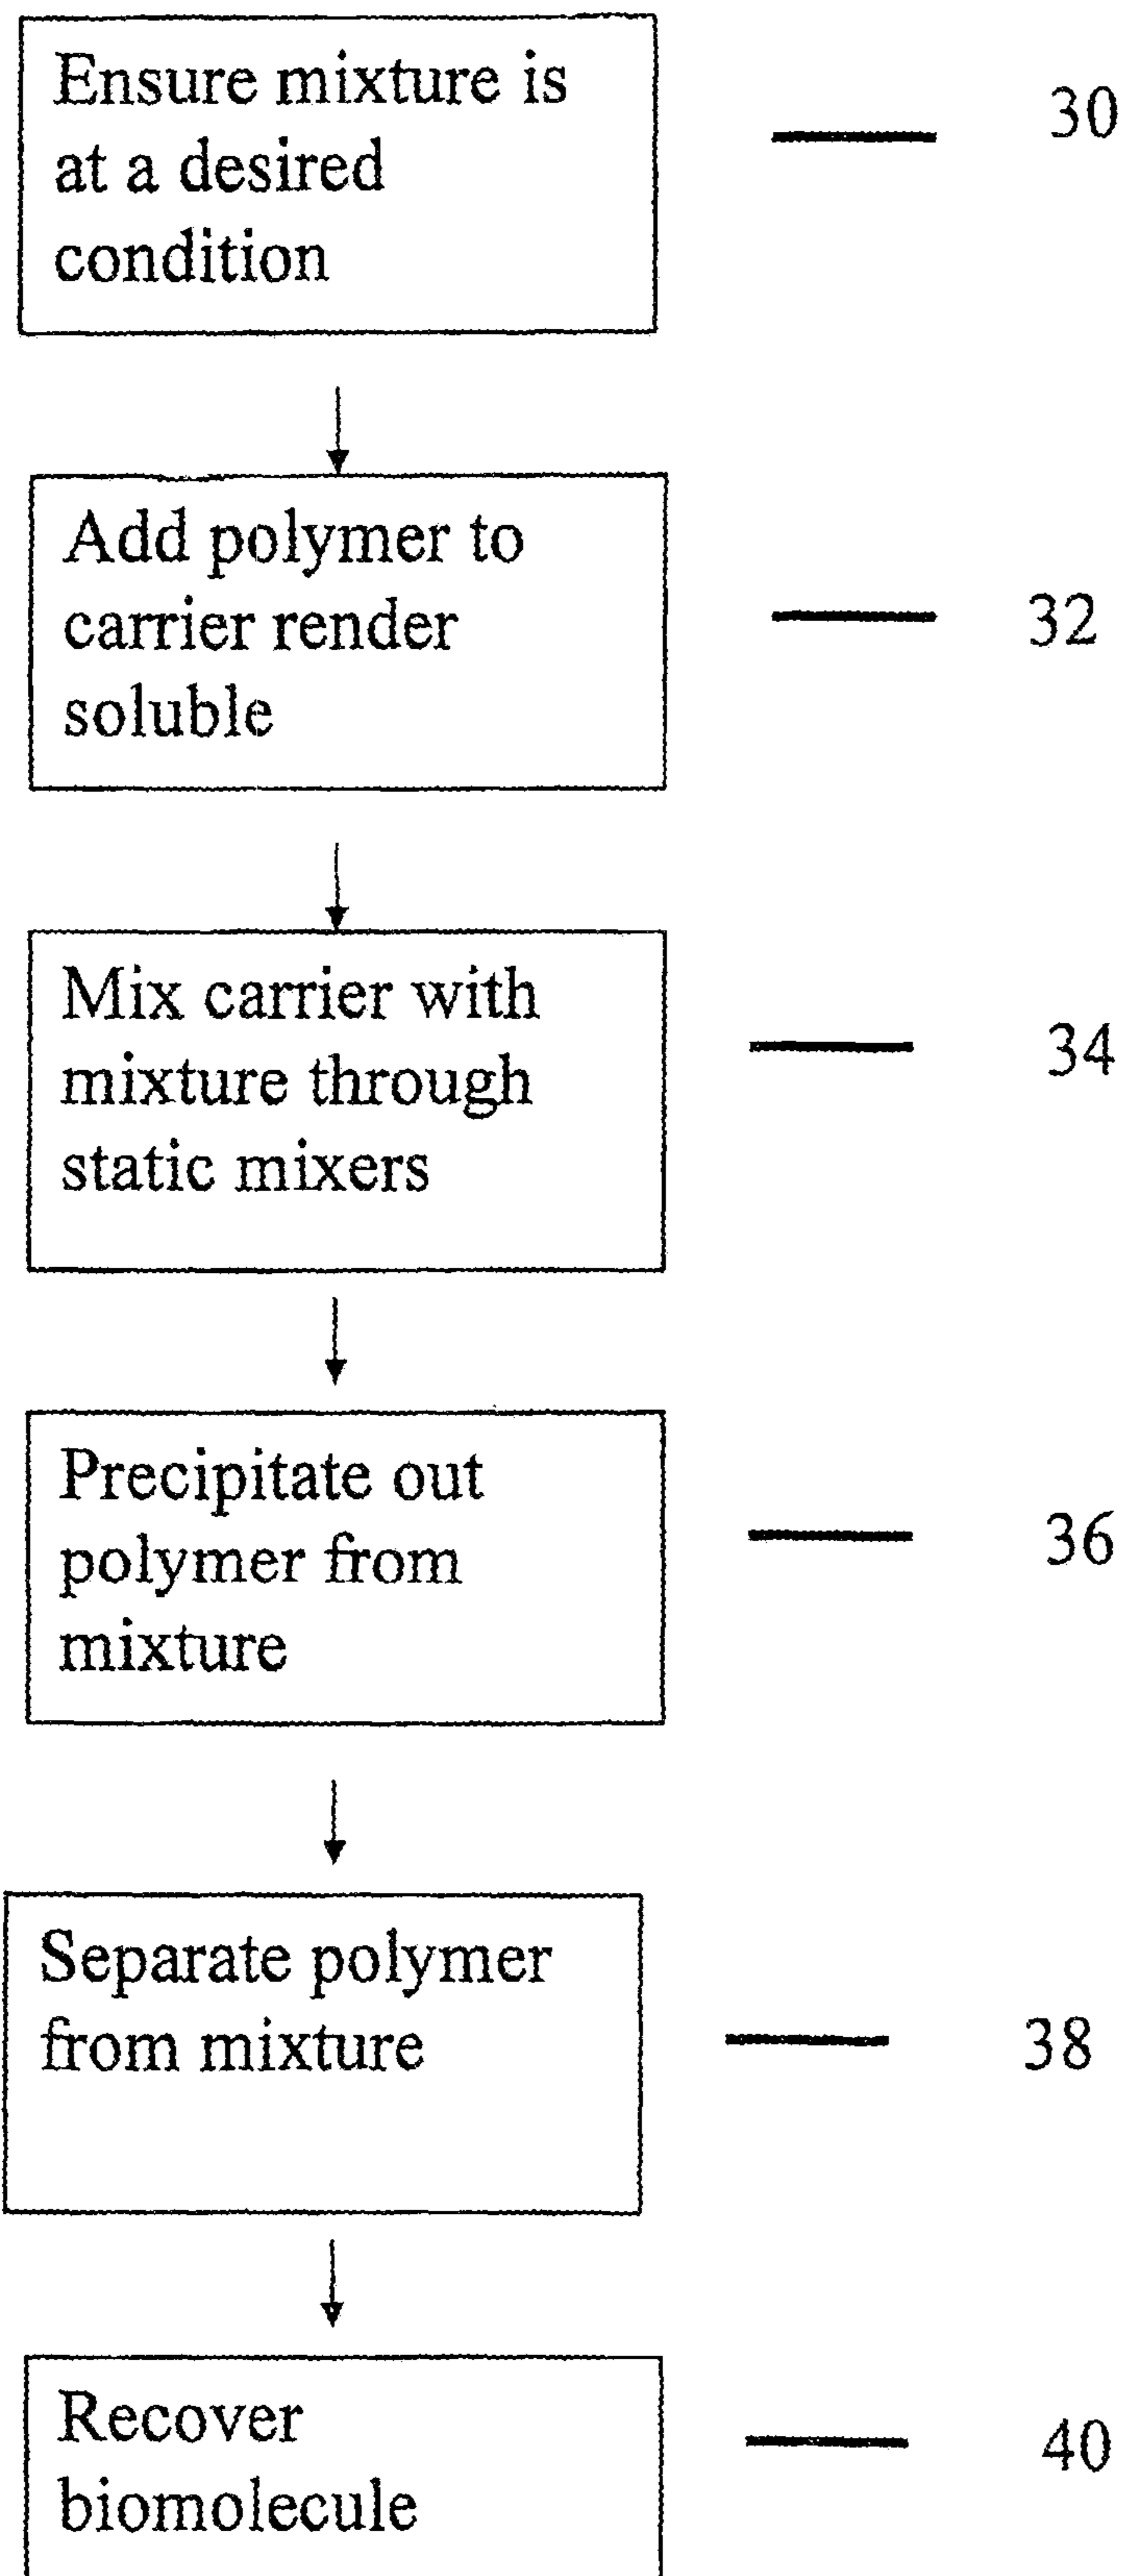 Ensure mixture is
at a desired
condition
30
Add polymer to
carrier render
soluble
32
Mix carrier with
mixture through
static mixers
34
Precipitate out
polymer from
mixture
36
Separate polymer
from mixture
38
Recover
biomolecule
40